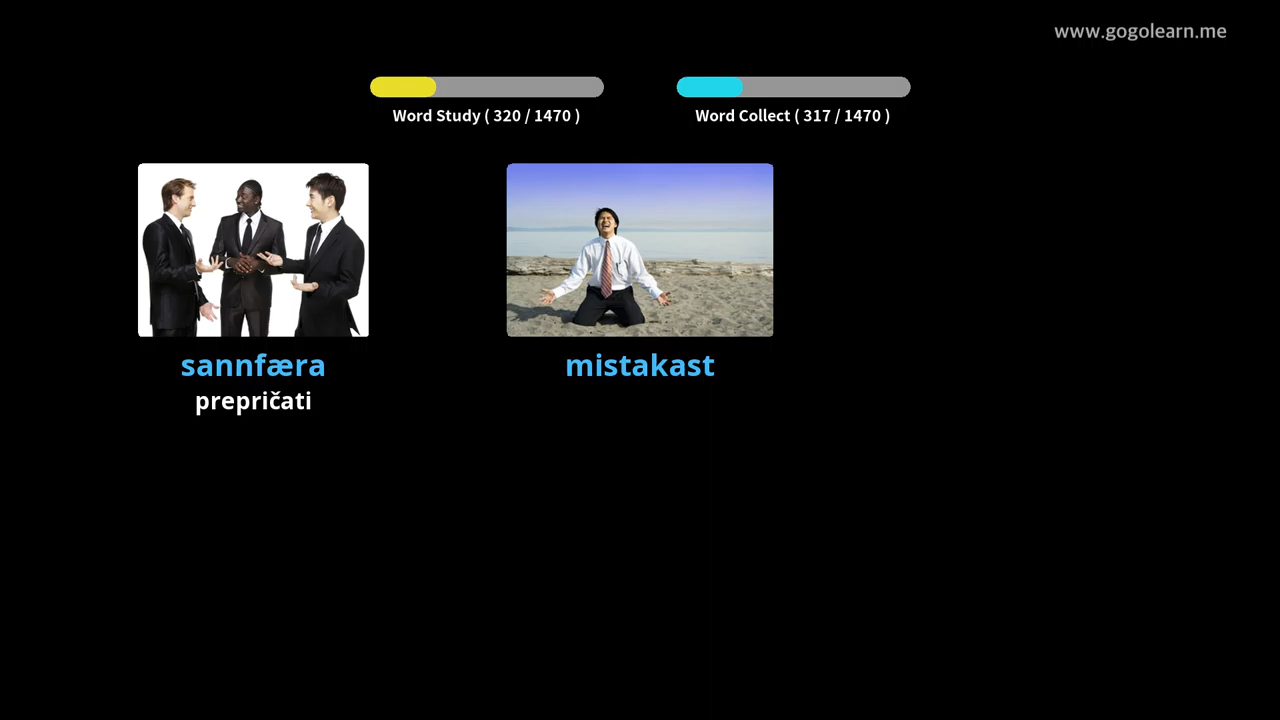 www.gogolearn.me
Word Study ( 320 / 1470 )
Word Collect ( 317 / 1470 )
sannfæra
prepričati
mistakast